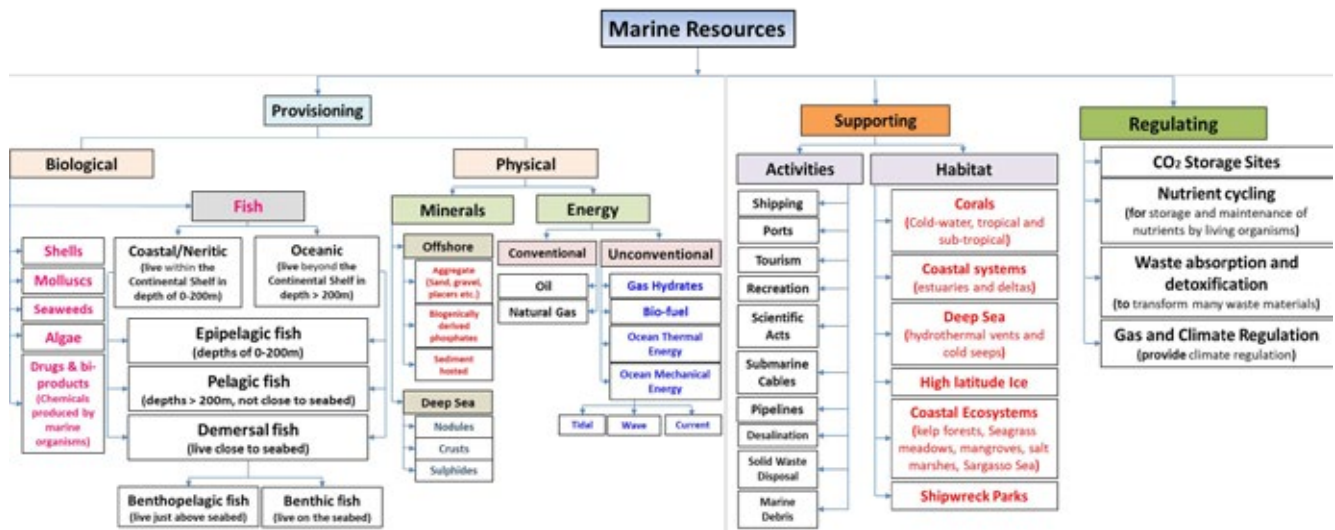 Marine Resources
Provisioning
Supporting
Regulating
Biological
Physical
Activities
Habitat
Fish
Minerals
Energy
Shells
Molluscs
Seaweeds
Algae
Drugs & bi-
products
(Chemicals
produced by
marine
organisms)
Coastal/Neritic
(live within the
Continental Shelf in
depth of 0-200m)
Oceanic
(live beyond the
Continental Shelf in
depth > 200m)
Epipelagic fish
(depths of 0-200m)
Pelagic fish
(depths > 200m, not close to seabed)
Demersal fish
(live close to seabed)
Benthopelagic fish
(live just above seabed)
Benthic fish
(live on the seabed)
Offshore
Aggregate
(Sand, gravel,
placers etc.)
Biogenically
derived
phosphates
Sediment
hosted
Deep Sea
Nodules
Crusts
Sulphides
Conventional
Oil
Natural Gas
Unconventional
Gas Hydrates
Bio-fuel
Ocean Thermal
Energy
Ocean Mechanical
Energy
Tidal
Wave
Current
Shipping
Ports
Tourism
Recreation
Scientific
Acts
Submarine
Cables
Pipelines
Desalination
Solid Waste
Disposal
Marine
Debris
Corals
(Cold-water, tropical and
sub-tropical)
Coastal systems
(estuaries and deltas)
Deep Sea
(hydrothermal vents and
cold seeps)
High latitude Ice
Coastal Ecosystems
(kelp forests, Seagrass
meadows, mangroves, salt
marshes, Sargasso Sea)
Shipwreck Parks
CO₂ Storage Sites
Nutrient cycling
(for storage and maintenance of
nutrients by living organisms)
Waste absorption and
detoxification
(to transform many waste materials)
Gas and Climate Regulation
(provide climate regulation)